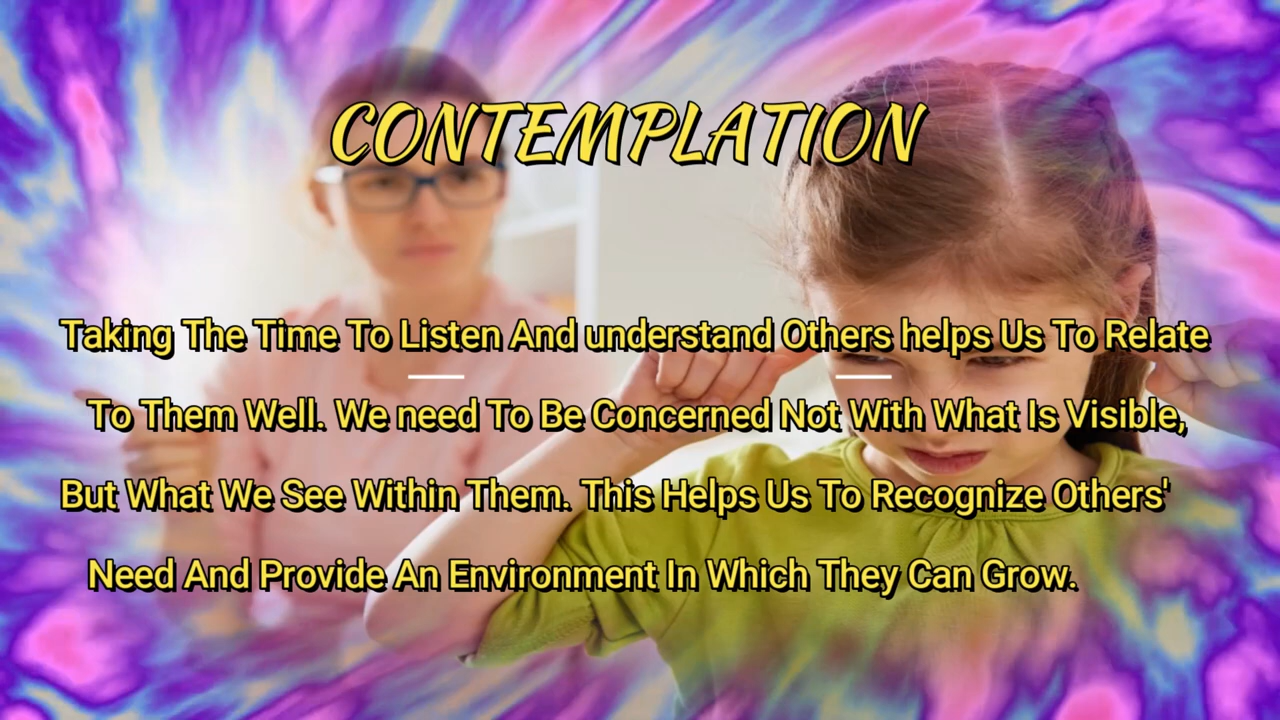 CONTEMPLATION
Taking The Time To Listen And understand Others helps Us To Relate
To Them Well. We need To Be Concerned Not With What Is Visible,
But What We See Within Them. This Helps Us To Recognize Others'
Need And Provide An Environment In Which They Can Grow.